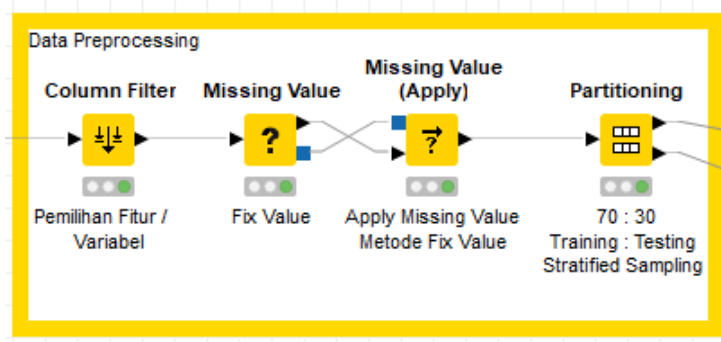 Data Preprocessing
Column Filter
Missing Value
Missing Value
(Apply)
Partitioning
?
?
Pemilihan Fitur /
Variabel
Fix Value
Apply Missing Value
Metode Fix Value
70 : 30
Training : Testing
Stratified Sampling